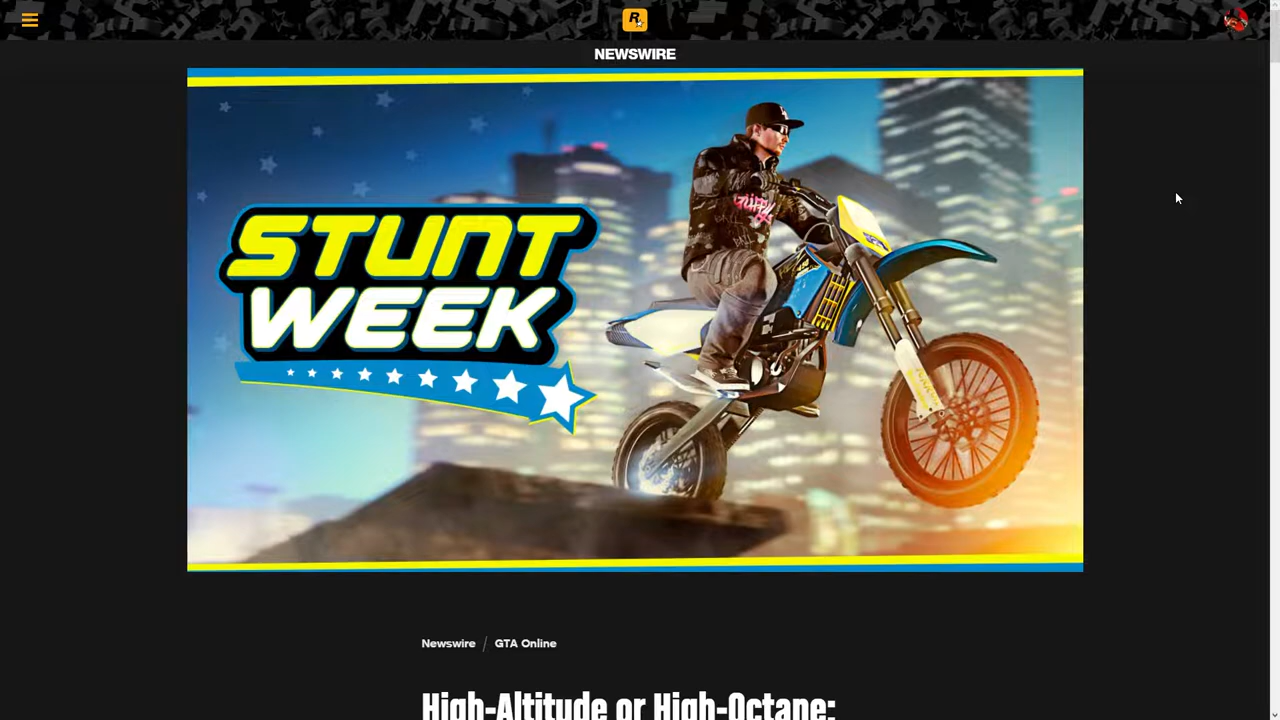 NEWSWIRE
STUNT
WEEK
Newswire / GTA Online
High-Altitude or High-Octane: